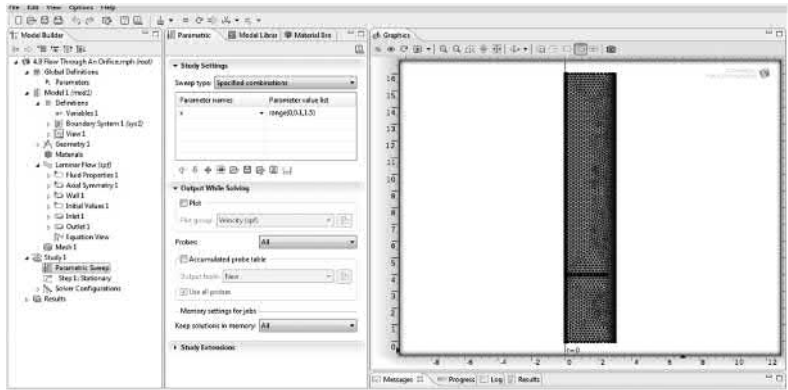 File Edit View Options Help
Model Builder
4.8 Flow Through An Orifice.mph (root)
Global Definitions
Parameters
Model 1 (mod1)
Definitions
Variables 1
Boundary System 1 (sys1)
View 1
Geometry 1
Materials
Laminar Flow (spf)
Fluid Properties 1
Axial Symmetry 1
Wall 1
Initial Values 1
Inlet 1
Outlet 1
Equation View
Mesh 1
Study 1
Parametric Sweep
Step 1: Stationary
Solver Configurations
Results
Parametric
Model Librar
Material Bro
Study Settings
Sweep type: Specified combinations
Parameter names
Parameter value list
range(0,0.1,1.5)
Output While Solving
Plot
Plot group: Velocity (spf)
Probes: All
Accumulated probe table
Output table: New
Use all probes
Memory settings for jobs
Keep solutions in memory: All
Study Extensions
Graphics
16
15
14
13
12
11
10
9
8
7
6
5
4
3
2
1
0
r=0
-6 -4 -2 0 2 4 6 8 10 12
Messages Progress Log Results